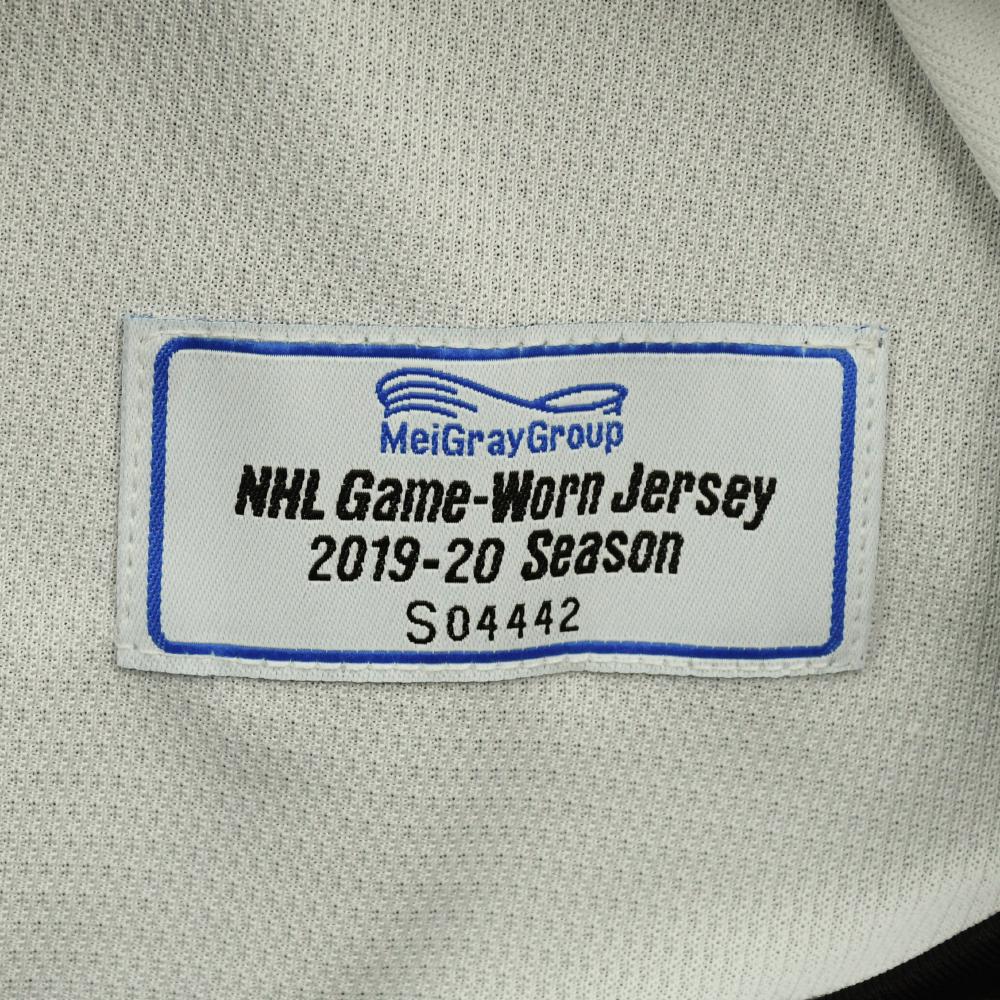 MeiGrayGroup
NHL Game-Worn Jersey
2019-20 Season
S04442